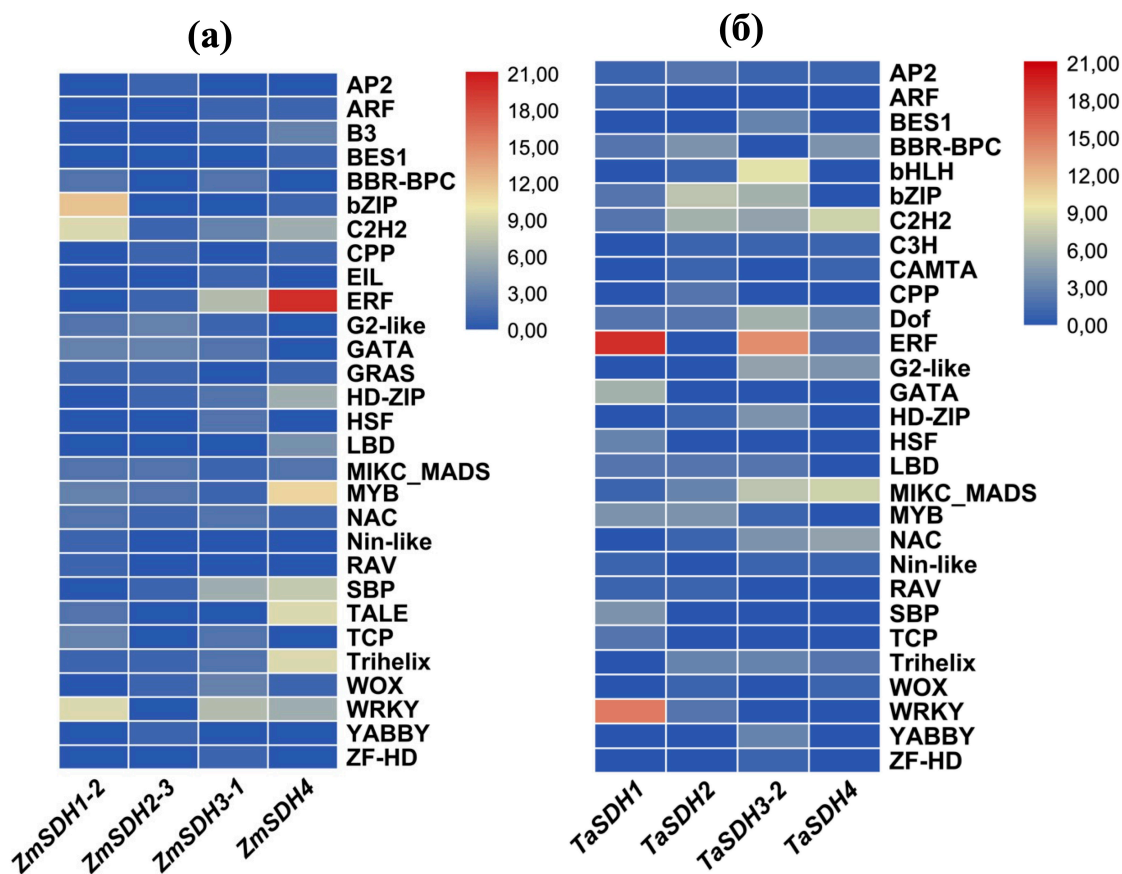 (а)
AP2
ARF
B3
BES1
BBR-BPC
bZIP
C2H2
CPP
EIL
ERF
G2-like
GATA
GRAS
HD-ZIP
HSF
LBD
MIKC_MADS
MYB
NAC
Nin-like
RAV
SBP
TALE
TCP
Trihelix
WOX
WRKY
YABBY
ZF-HD
21,00
18,00
15,00
12,00
9,00
6,00
3,00
0,00
ZmSDH1-2
ZmSDH2-3
ZmSDH3-1
ZmSDH4
(б)
AP2
ARF
BES1
BBR-BPC
bHLH
bZIP
C2H2
C3H
CAMTA
CPP
Dof
ERF
G2-like
GATA
HD-ZIP
HSF
LBD
MIKC_MADS
MYB
NAC
Nin-like
RAV
SBP
TCP
Trihelix
WOX
WRKY
YABBY
ZF-HD
21,00
18,00
15,00
12,00
9,00
6,00
3,00
0,00
TaSDH1
TaSDH2
TaSDH3-2
TaSDH4